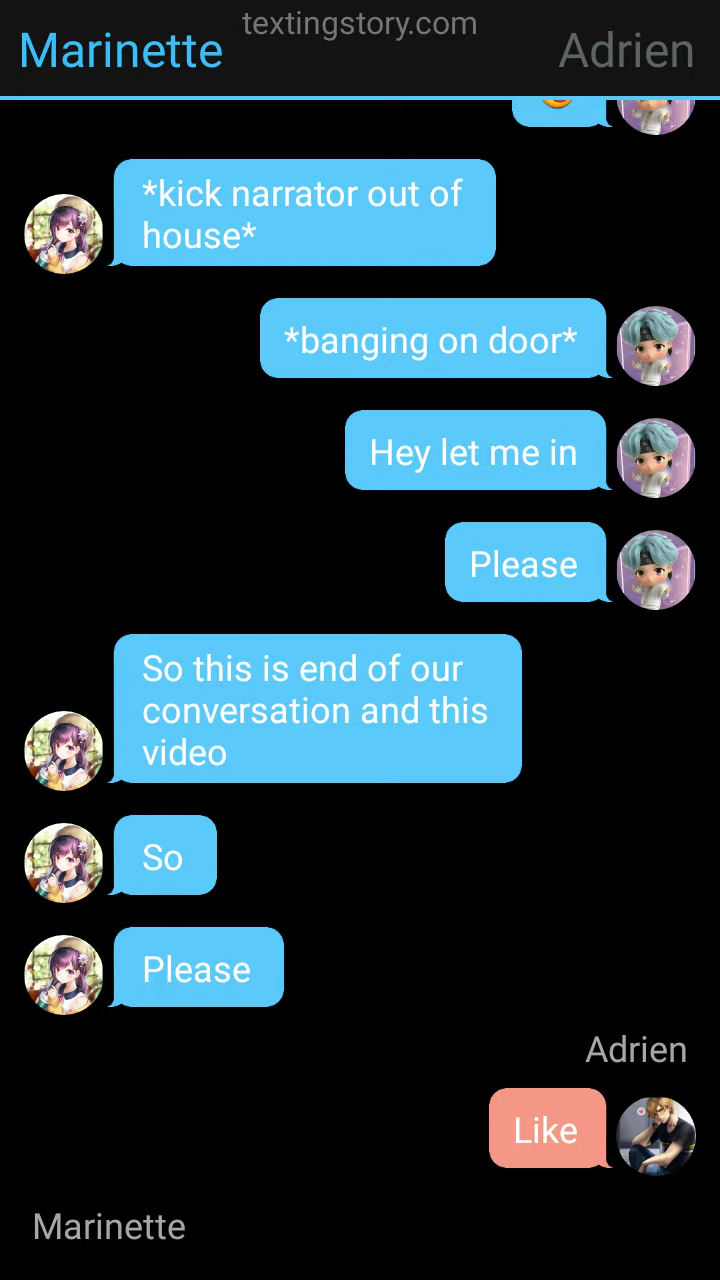 textingstory.com
Marinette
Adrien
*kick narrator out of
house*
*banging on door*
Hey let me in
Please
So this is end of our
conversation and this
video
So
Please
Adrien
Like
Marinette